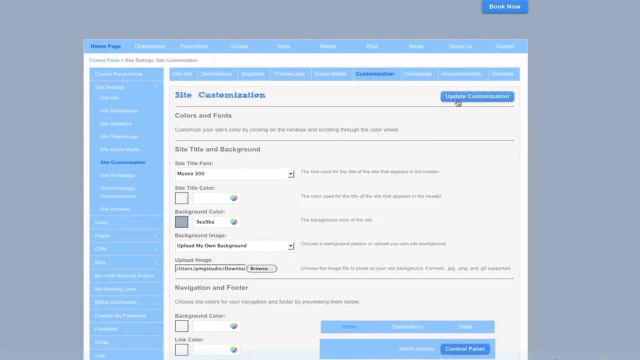 Book Now
Home Page Destinations Cruises Tours Hotels Blog News About Us Contact
Control Panel > Site Settings: Site Customization
Control Panel Home
Site Info Destinations Suppliers Theme/Logo Social Media Customization Homepage Announcements Domains
Site Settings
Site Info
Site Destinations
Site Suppliers
Site Theme/Logo
Site Social Media
Site Customization
Site Homepage
Site Homepage
Announcements
Site Domains
Users
Pages
CRM
Blog
My Hotel Booking Engine
My Booking Links
Billing Information
Change My Password
Feedback
FAQs
Help
Site Customization
Update Customization
Colors and Fonts
Customize your site's color by clicking on the rainbow and scrolling through the color wheel.
Site Title and Background
Site Title Font:
Museo 300
The font used for the title of the site that appears in the header.
Site Title Color:
The color used for the title of the site that appears in the header.
Background Color:
9ea9ba
The background color of the site.
Background Image:
Upload My Own Background
Choose a background pattern or upload you own site background.
Upload Image:
/Users/pmgstudio/Downloa Browse...
Choose the image file to pload as your site background. Formats: .jpg, .png, and .gif supported.
Navigation and Footer
Choose the colors for your navigation and footer by previewing them below.
Background Color:
Home Destinations Deals
Link Color:
Admin Access: Control Panel